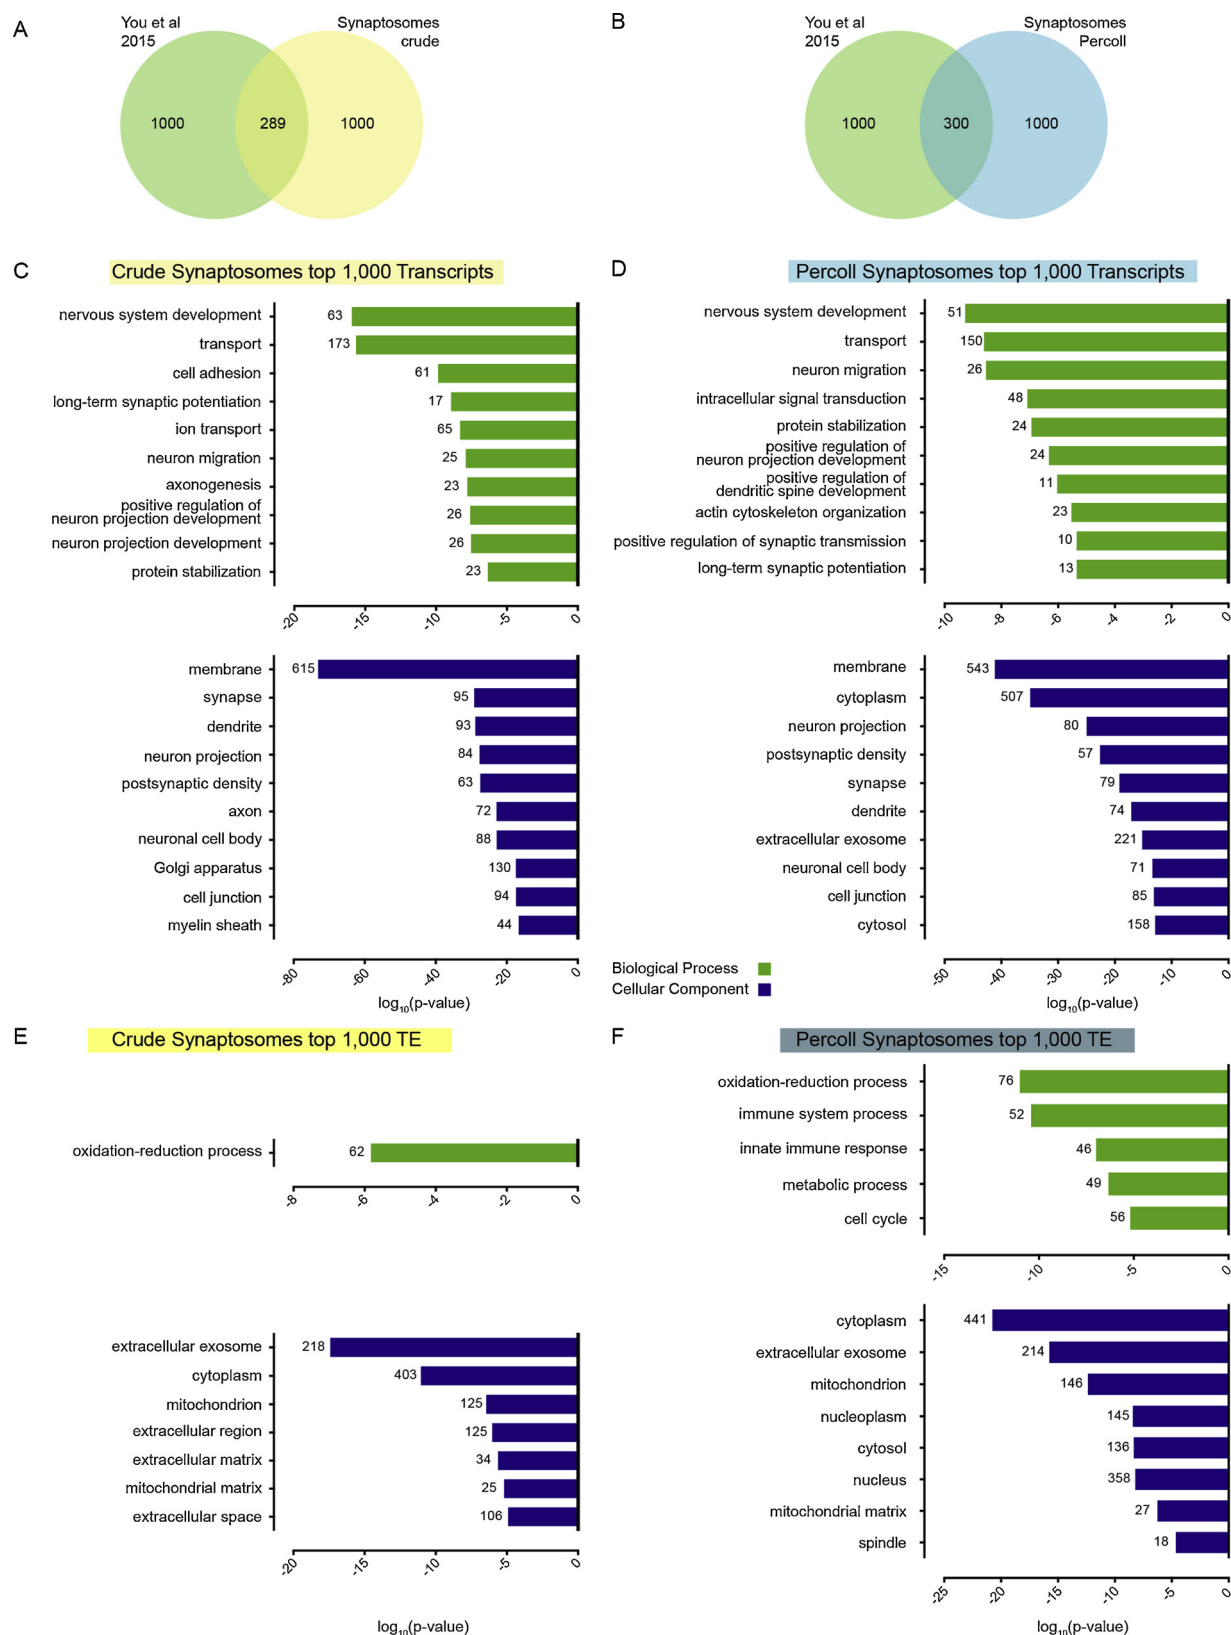 A
You et al
2015
Synaptosomes
crude
1000
289
1000
B
You et al
2015
Synaptosomes
Percoll
1000
300
1000
C
Crude Synaptosomes top 1,000 Transcripts
nervous system development
63
transport
173
cell adhesion
61
long-term synaptic potentiation
17
ion transport
65
neuron migration
25
axonogenesis
23
positive regulation of
neuron projection development
26
neuron projection development
26
protein stabilization
23
-20
-15
-10
-5
0
membrane
615
synapse
95
dendrite
93
neuron projection
84
postsynaptic density
63
axon
72
neuronal cell body
88
Golgi apparatus
130
cell junction
94
myelin sheath
44
-80
-60
-40
-20
0
log10(p-value)
D
Percoll Synaptosomes top 1,000 Transcripts
nervous system development
51
transport
150
neuron migration
26
intracellular signal transduction
48
protein stabilization
24
positive regulation of
neuron projection development
24
positive regulation of
dendritic spine development
11
actin cytoskeleton organization
23
positive regulation of synaptic transmission
10
long-term synaptic potentiation
13
-10
-8
-6
-4
-2
0
membrane
543
cytoplasm
507
neuron projection
80
postsynaptic density
57
synapse
79
dendrite
74
extracellular exosome
221
neuronal cell body
71
cell junction
85
cytosol
158
-50
-40
-30
-20
-10
0
log10(p-value)
Biological Process
Cellular Component
E
Crude Synaptosomes top 1,000 TE
oxidation-reduction process
62
-8
-6
-4
-2
0
extracellular exosome
218
cytoplasm
403
mitochondrion
125
extracellular region
125
extracellular matrix
34
mitochondrial matrix
25
extracellular space
106
-20
-15
-10
-5
0
log10(p-value)
F
Percoll Synaptosomes top 1,000 TE
oxidation-reduction process
76
immune system process
52
innate immune response
46
metabolic process
49
cell cycle
56
-15
-10
-5
0
cytoplasm
441
extracellular exosome
214
mitochondrion
146
nucleoplasm
145
cytosol
136
nucleus
358
mitochondrial matrix
27
spindle
18
-25
-20
-15
-10
-5
0
log10(p-value)